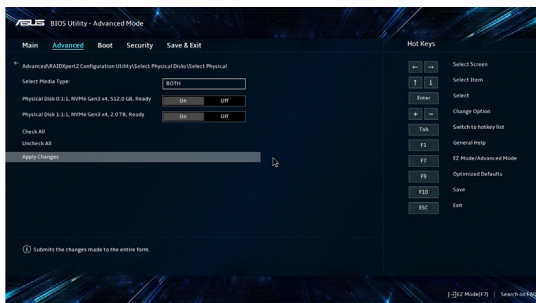 ASUS BIOS Utility - Advanced Mode
Main Advanced Boot Security Save & Exit
Hot Keys
Advanced\RAIDXpert2 Configuration Utility\Select Physical Disks\Select Physical
Select Media Type: BOTH
Physical Disk 0:1:1, NVMe Gen3 x4, 512.0 GB, Ready On Off
Physical Disk 1:1:1, NVMe Gen3 x4, 2.0 TB, Ready On Off
Check All
Uncheck All
Apply Changes
← → Select Screen
↑ ↓ Select Item
Enter Select
+ − Change Option
Tab Switch to hotkey list
F1 General Help
F7 EZ Mode/Advanced Mode
F9 Optimized Defaults
F10 Save
ESC Exit
Submits the changes made to the entire form.
EZ Mode(F7) | Search on FAQ